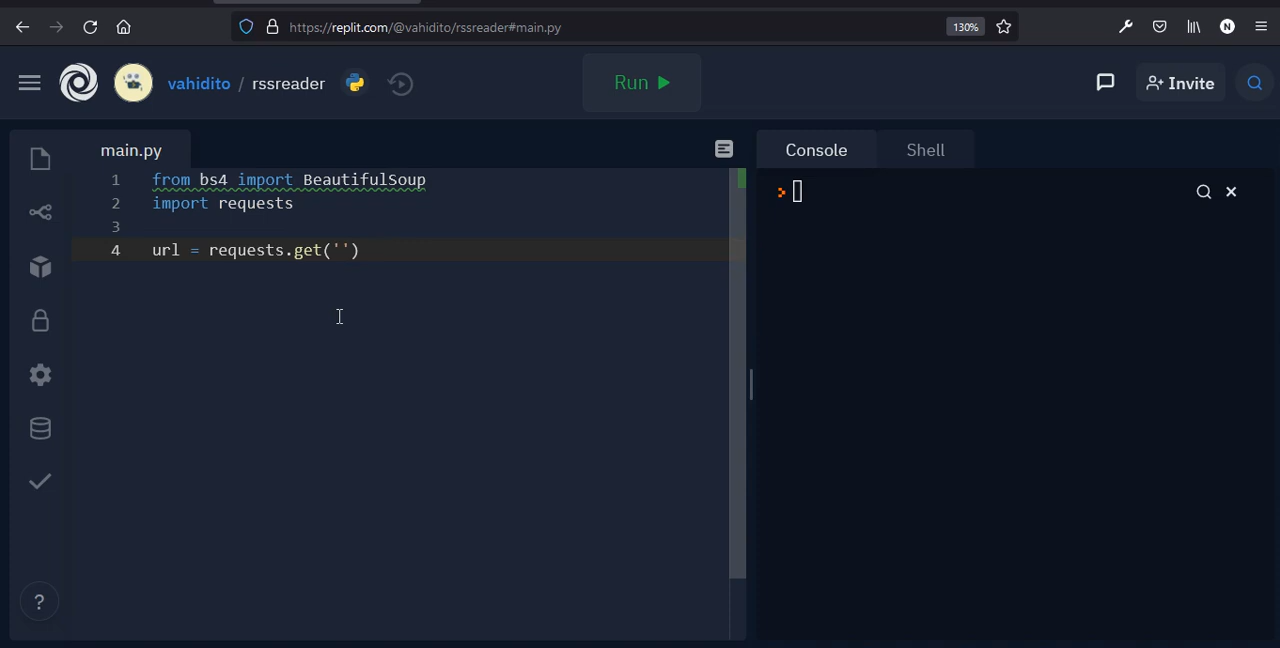 https://replit.com/@vahidito/rssreader#main.py
130%
N
vahidito / rssreader
Run
Invite
main.py
Console
Shell
1 from bs4 import BeautifulSoup
2 import requests
3
4 url = requests.get('')
?